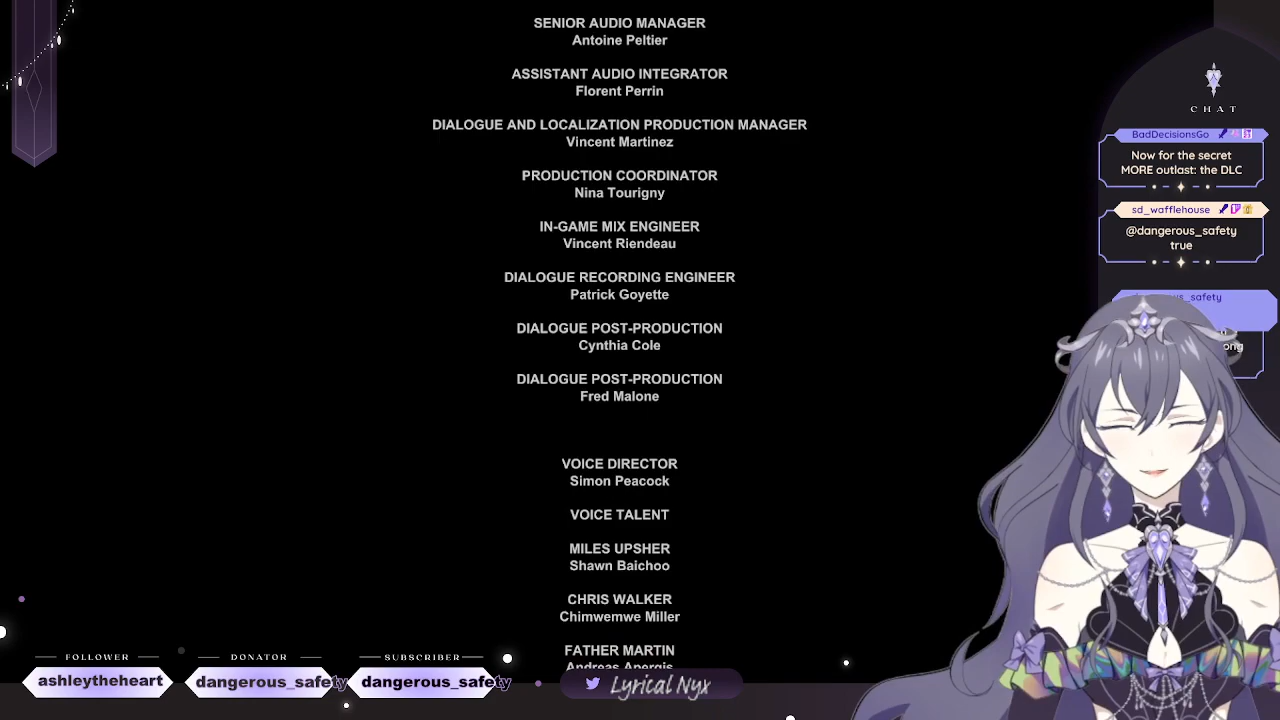 SENIOR AUDIO MANAGER
Antoine Peltier
ASSISTANT AUDIO INTEGRATOR
Florent Perrin
DIALOGUE AND LOCALIZATION PRODUCTION MANAGER
Vincent Martinez
PRODUCTION COORDINATOR
Nina Tourigny
IN-GAME MIX ENGINEER
Vincent Riendeau
DIALOGUE RECORDING ENGINEER
Patrick Goyette
DIALOGUE POST-PRODUCTION
Cynthia Cole
DIALOGUE POST-PRODUCTION
Fred Malone
VOICE DIRECTOR
Simon Peacock
VOICE TALENT
MILES UPSHER
Shawn Baichoo
CHRIS WALKER
Chimwemwe Miller
FATHER MARTIN
Andreas Apergis
CHAT
BadDecisionsGo
Now for the secret
MORE outlast: the DLC
sd_wafflehouse
@dangerous_safety
true
FOLLOWER
ashleytheheart
DONATOR
dangerous_safety
SUBSCRIBER
dangerous_safety
Lyrical Nyx